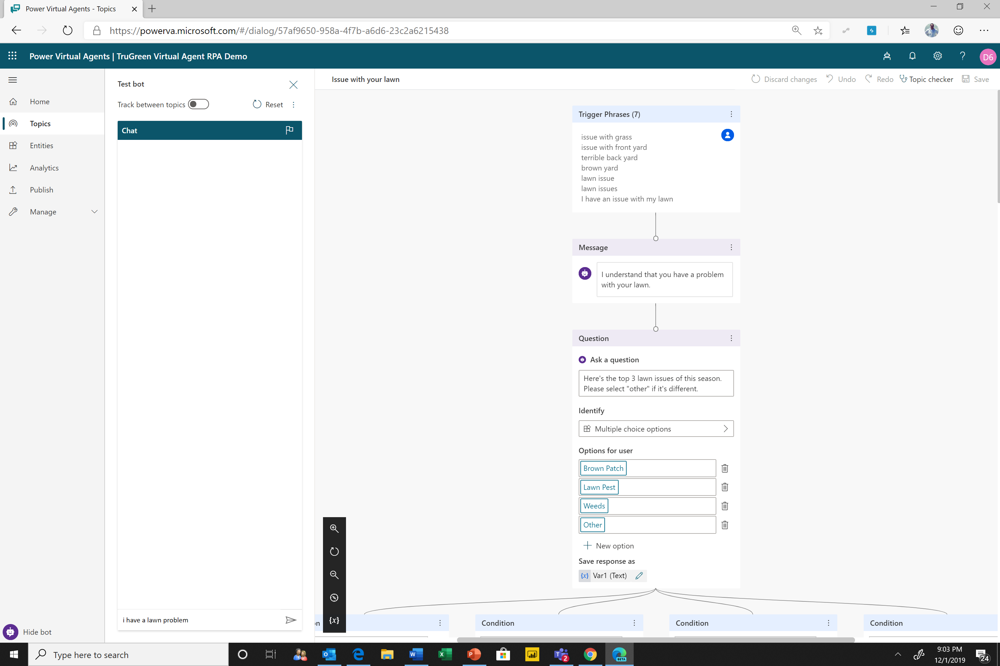 Power Virtual Agents - Topics
https://powerva.microsoft.com/#/dialog/57af9650-958a-4f7b-a6d6-23c2a6215438
Power Virtual Agents | TruGreen Virtual Agent RPA Demo
D6
Home
Topics
Entities
Analytics
Publish
Manage
Hide bot
Test bot
Track between topics
Reset
Chat
i have a lawn problem
Issue with your lawn
Discard changes
Undo
Redo
Topic checker
Save
Trigger Phrases (7)
issue with grass
issue with front yard
terrible back yard
brown yard
lawn issue
lawn issues
I have an issue with my lawn
Message
I understand that you have a problem
with your lawn.
Question
Ask a question
Here's the top 3 lawn issues of this season.
Please select "other" if it's different.
Identify
Multiple choice options
Options for user
Brown Patch
Lawn Pest
Weeds
Other
New option
Save response as
{x} Var1 (Text)
{x}
n
Condition
Condition
Condition
Type here to search
BETA
2
9:03 PM
12/1/2019
24